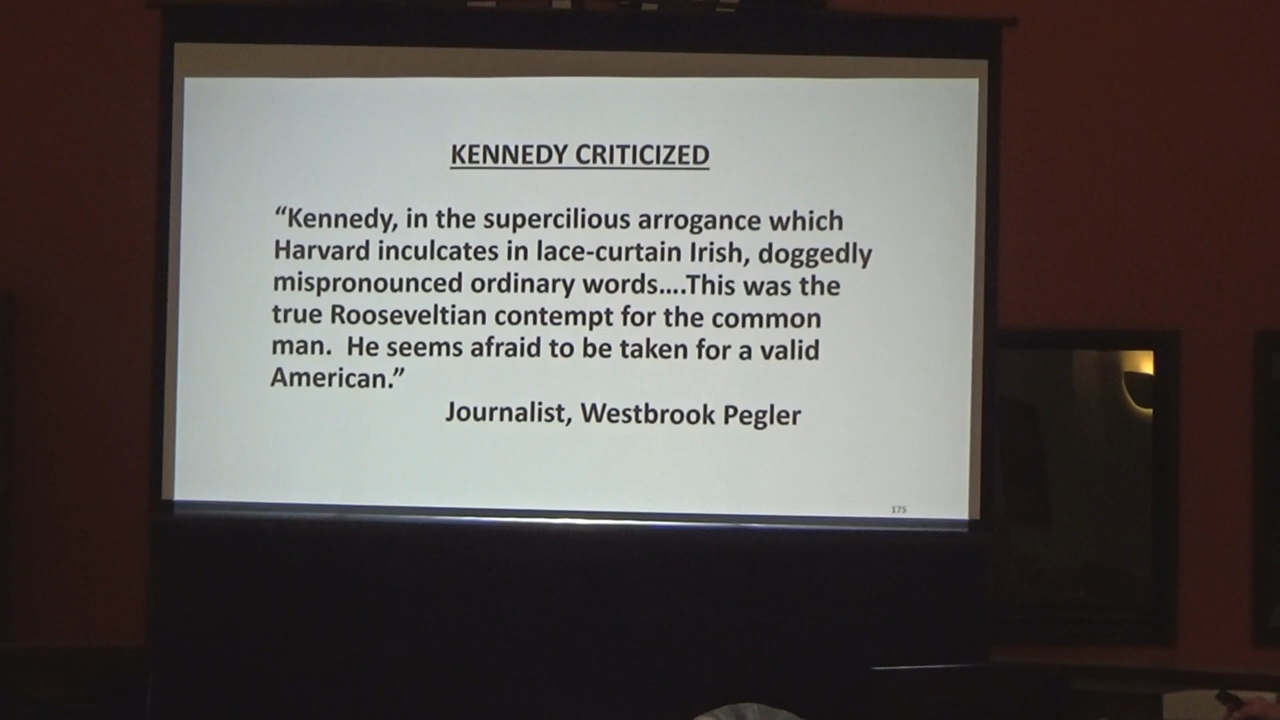 KENNEDY CRITICIZED
“Kennedy, in the supercilious arrogance which
Harvard inculcates in lace-curtain Irish, doggedly
mispronounced ordinary words....This was the
true Rooseveltian contempt for the common
man.  He seems afraid to be taken for a valid
American.”
Journalist, Westbrook Pegler
175